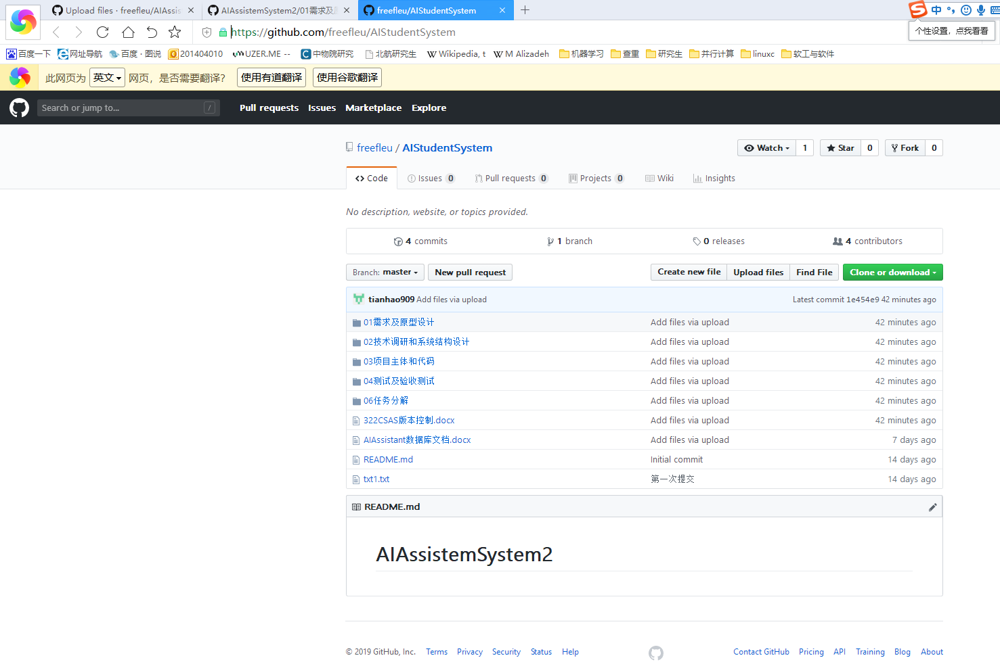 Upload files · freefleu/AIAssis
AIAssistemSystem2/01需求及
freefleu/AIStudentSystem
中
https://github.com/freefleu/AIStudentSystem
个性设置，点我看看
百度一下 网址导航 百度 · 图说 201404010 UZER.ME -- 中物院研究 北航研究生 Wikipedia, t M Alizadeh 机器学习 查重 研究生 并行计算 linuxc 软工与软件
此网页为 英文 网页，是否需要翻译？ 使用有道翻译 使用谷歌翻译
Search or jump to... / Pull requests Issues Marketplace Explore
freefleu / AIStudentSystem Watch 1 Star 0 Fork 0
Code Issues 0 Pull requests 0 Projects 0 Wiki Insights
No description, website, or topics provided.
4 commits 1 branch 0 releases 4 contributors
Branch: master New pull request Create new file Upload files Find File Clone or download
tianhao909 Add files via upload Latest commit 1e454e9 42 minutes ago
01需求及原型设计 Add files via upload 42 minutes ago
02技术调研和系统结构设计 Add files via upload 42 minutes ago
03项目主体和代码 Add files via upload 42 minutes ago
04测试及验收测试 Add files via upload 42 minutes ago
06任务分解 Add files via upload 42 minutes ago
322CSAS版本控制.docx Add files via upload 42 minutes ago
AIAssistant数据库文档.docx Add files via upload 7 days ago
README.md Initial commit 14 days ago
txt1.txt 第一次提交 14 days ago
README.md
AIAssistemSystem2
© 2019 GitHub, Inc. Terms Privacy Security Status Help Contact GitHub Pricing API Training Blog About